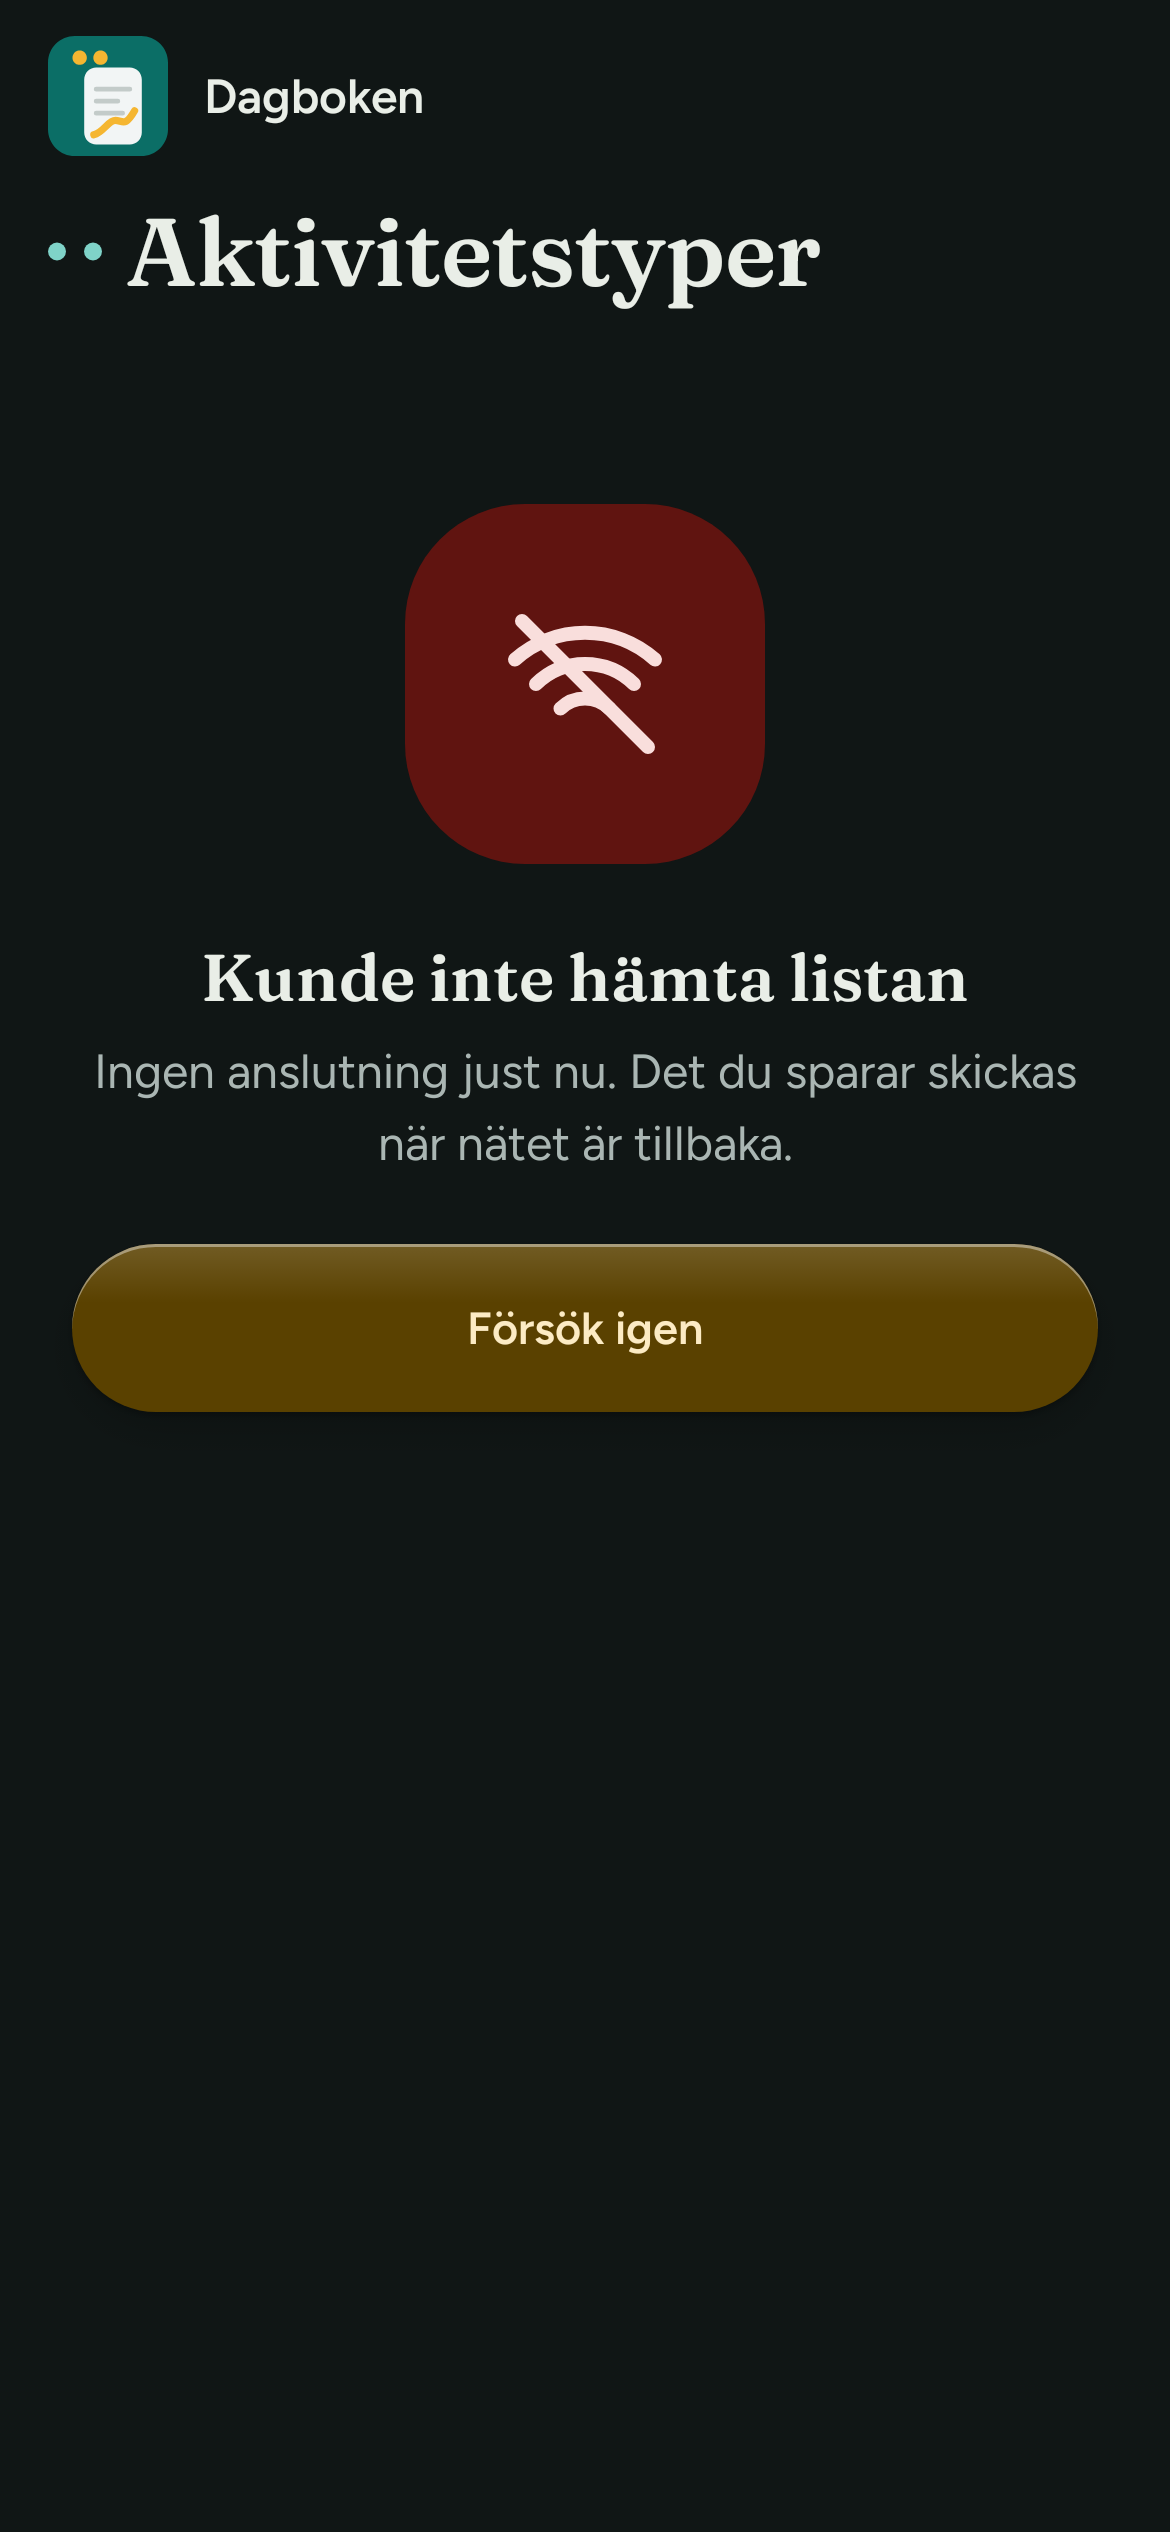 Dagboken
Aktivitetstyper
Kunde inte hämta listan
Ingen anslutning just nu. Det du sparar skickas
när nätet är tillbaka.
Försök igen